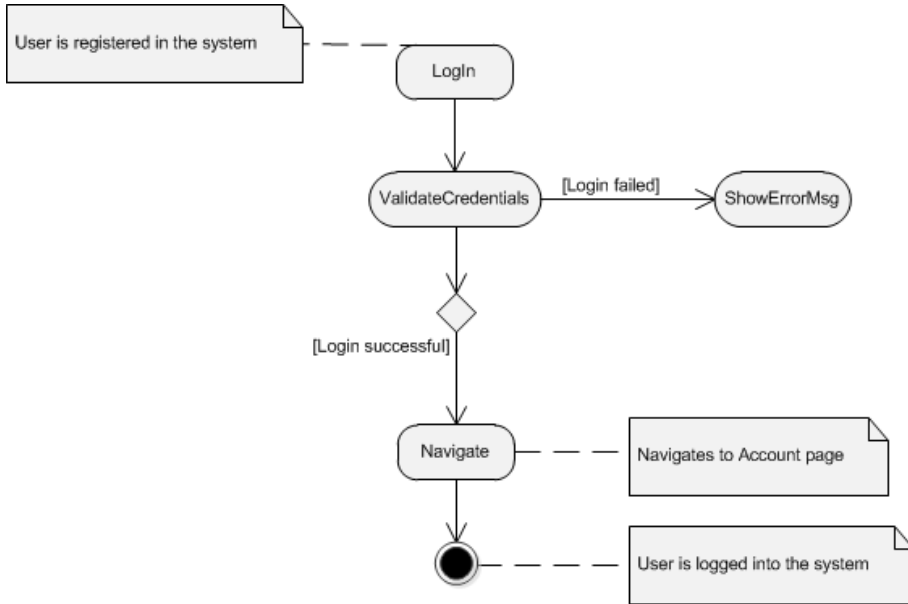 User is registered in the system
LogIn
ValidateCredentials
[Login failed]
ShowErrorMsg
[Login successful]
Navigate
Navigates to Account page
User is logged into the system